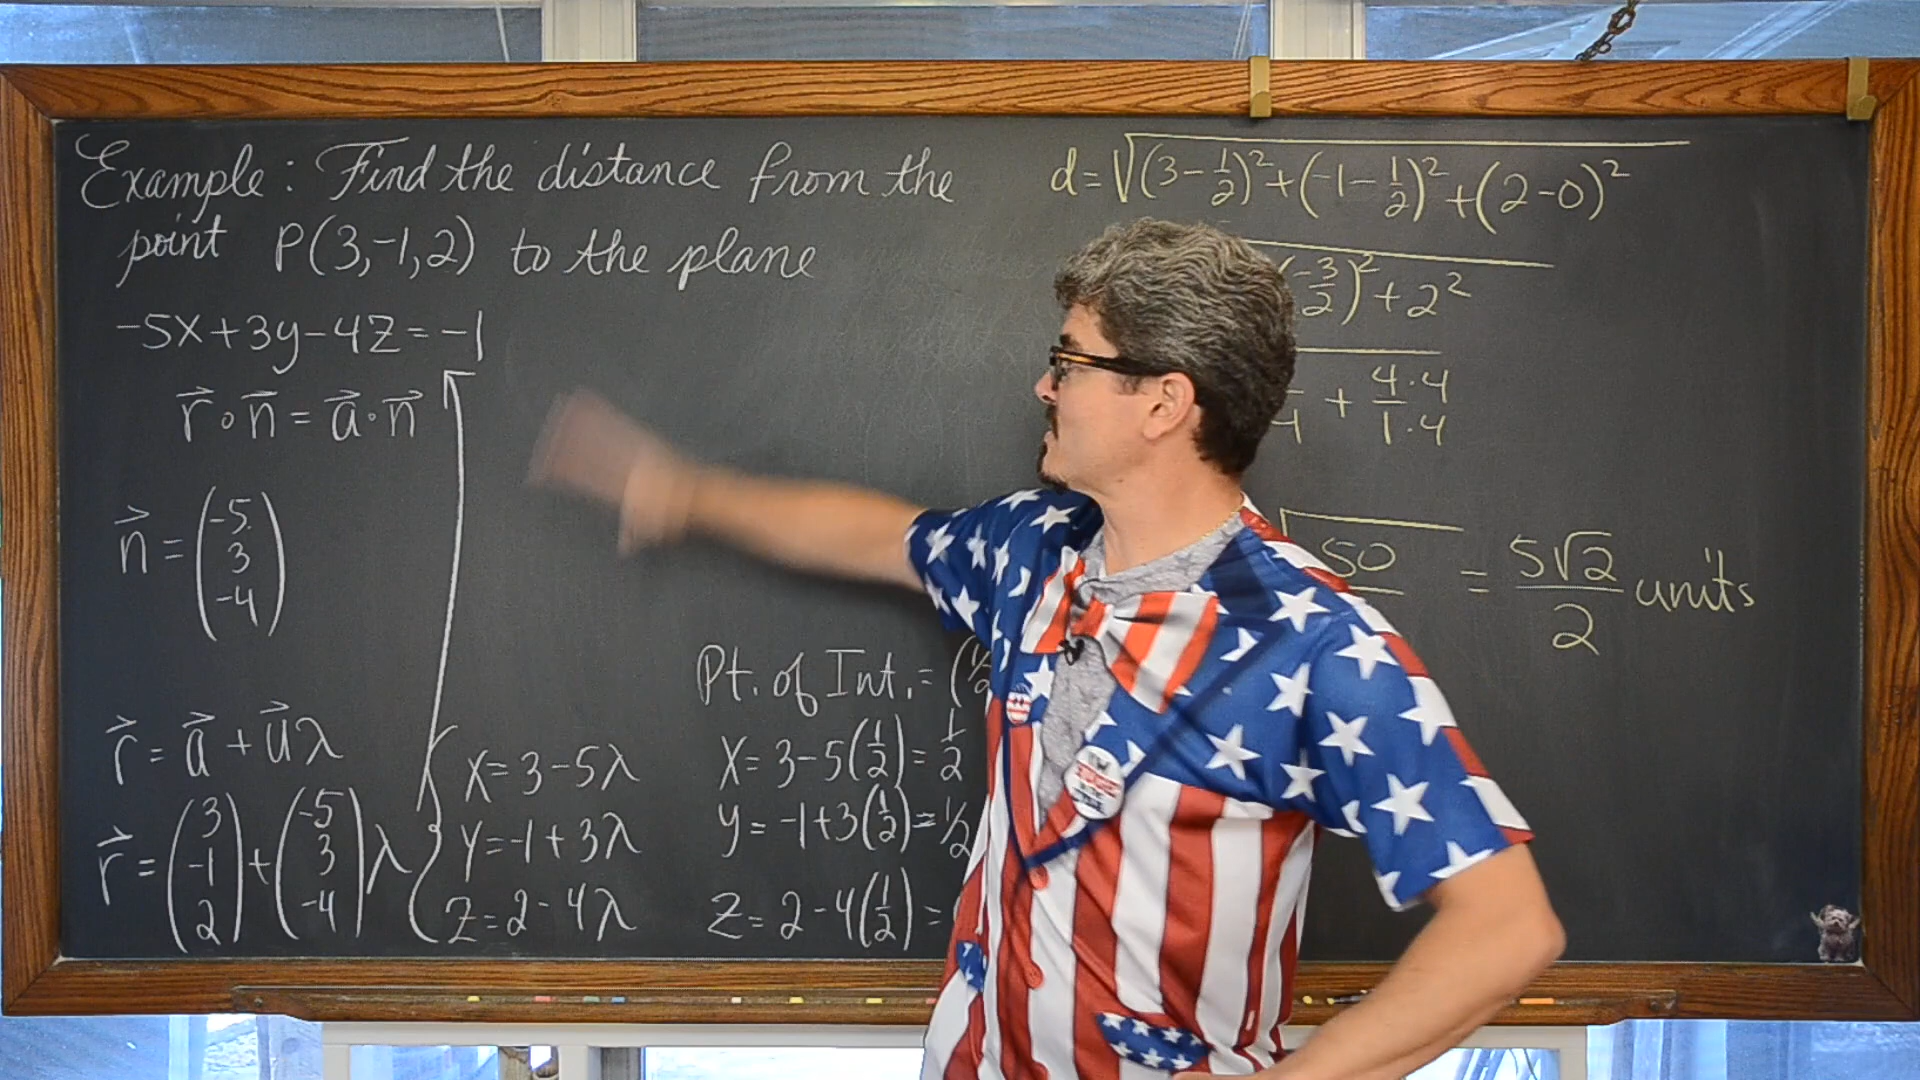 Example: Find the distance from the
point P(3,-1,2) to the plane
-5x+3y-4z=-1
r⃗∘n⃗ = a⃗∘n⃗
n⃗ = (-5 3 -4)
r⃗ = a⃗ + u⃗λ
r⃗ = (3 -1 2) + (-5 3 -4)λ
x=3-5λ
y=-1+3λ
z=2-4λ
Pt. of Int. = (1/2
x=3-5(1/2)=1/2
y=-1+3(1/2)=1/2
z=2-4(1/2)=
d=√(3-1/2)²+(-1-1/2)²+(2-0)²
(-3/2)²+2²
4 + 4·4/1·4
√50 = 5√2/2 units